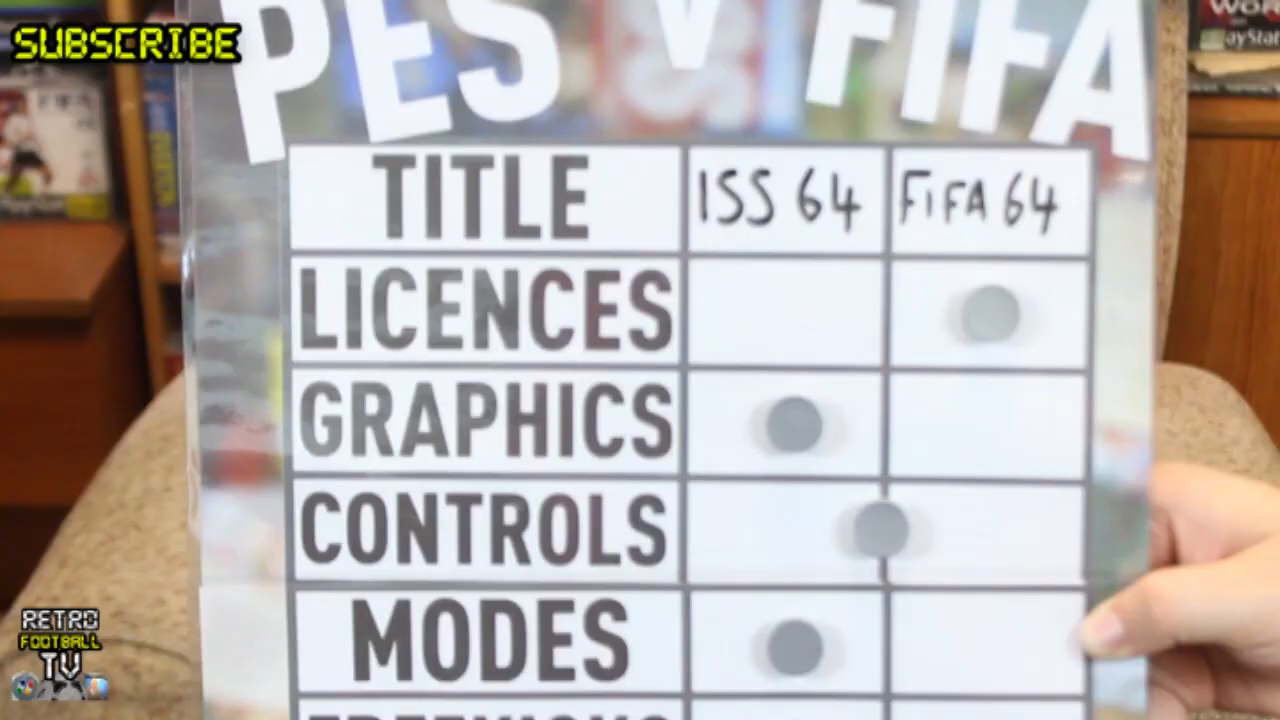 SUBSCRIBE
PES V FIFA
TITLE ISS 64 FIFA 64
LICENCES
GRAPHICS
CONTROLS
MODES
RETRO
FOOTBALL
TV